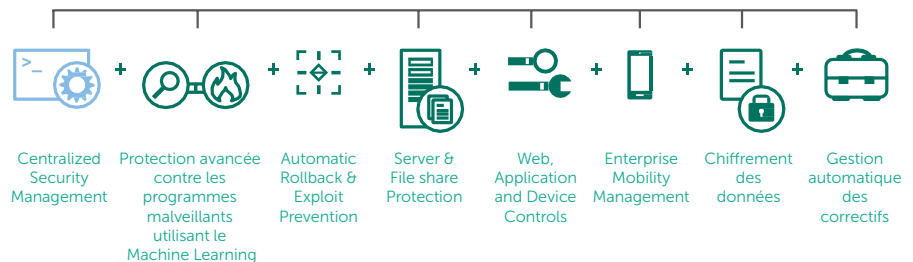 >_
Centralized
Security
Management
Protection avancée
contre les
programmes
malveillants
utilisant le
Machine Learning
Automatic
Rollback &
Exploit
Prevention
Server &
File share
Protection
Web,
Application
and Device
Controls
Enterprise
Mobility
Management
Chiffrement
des
données
Gestion
automatique
des
correctifs